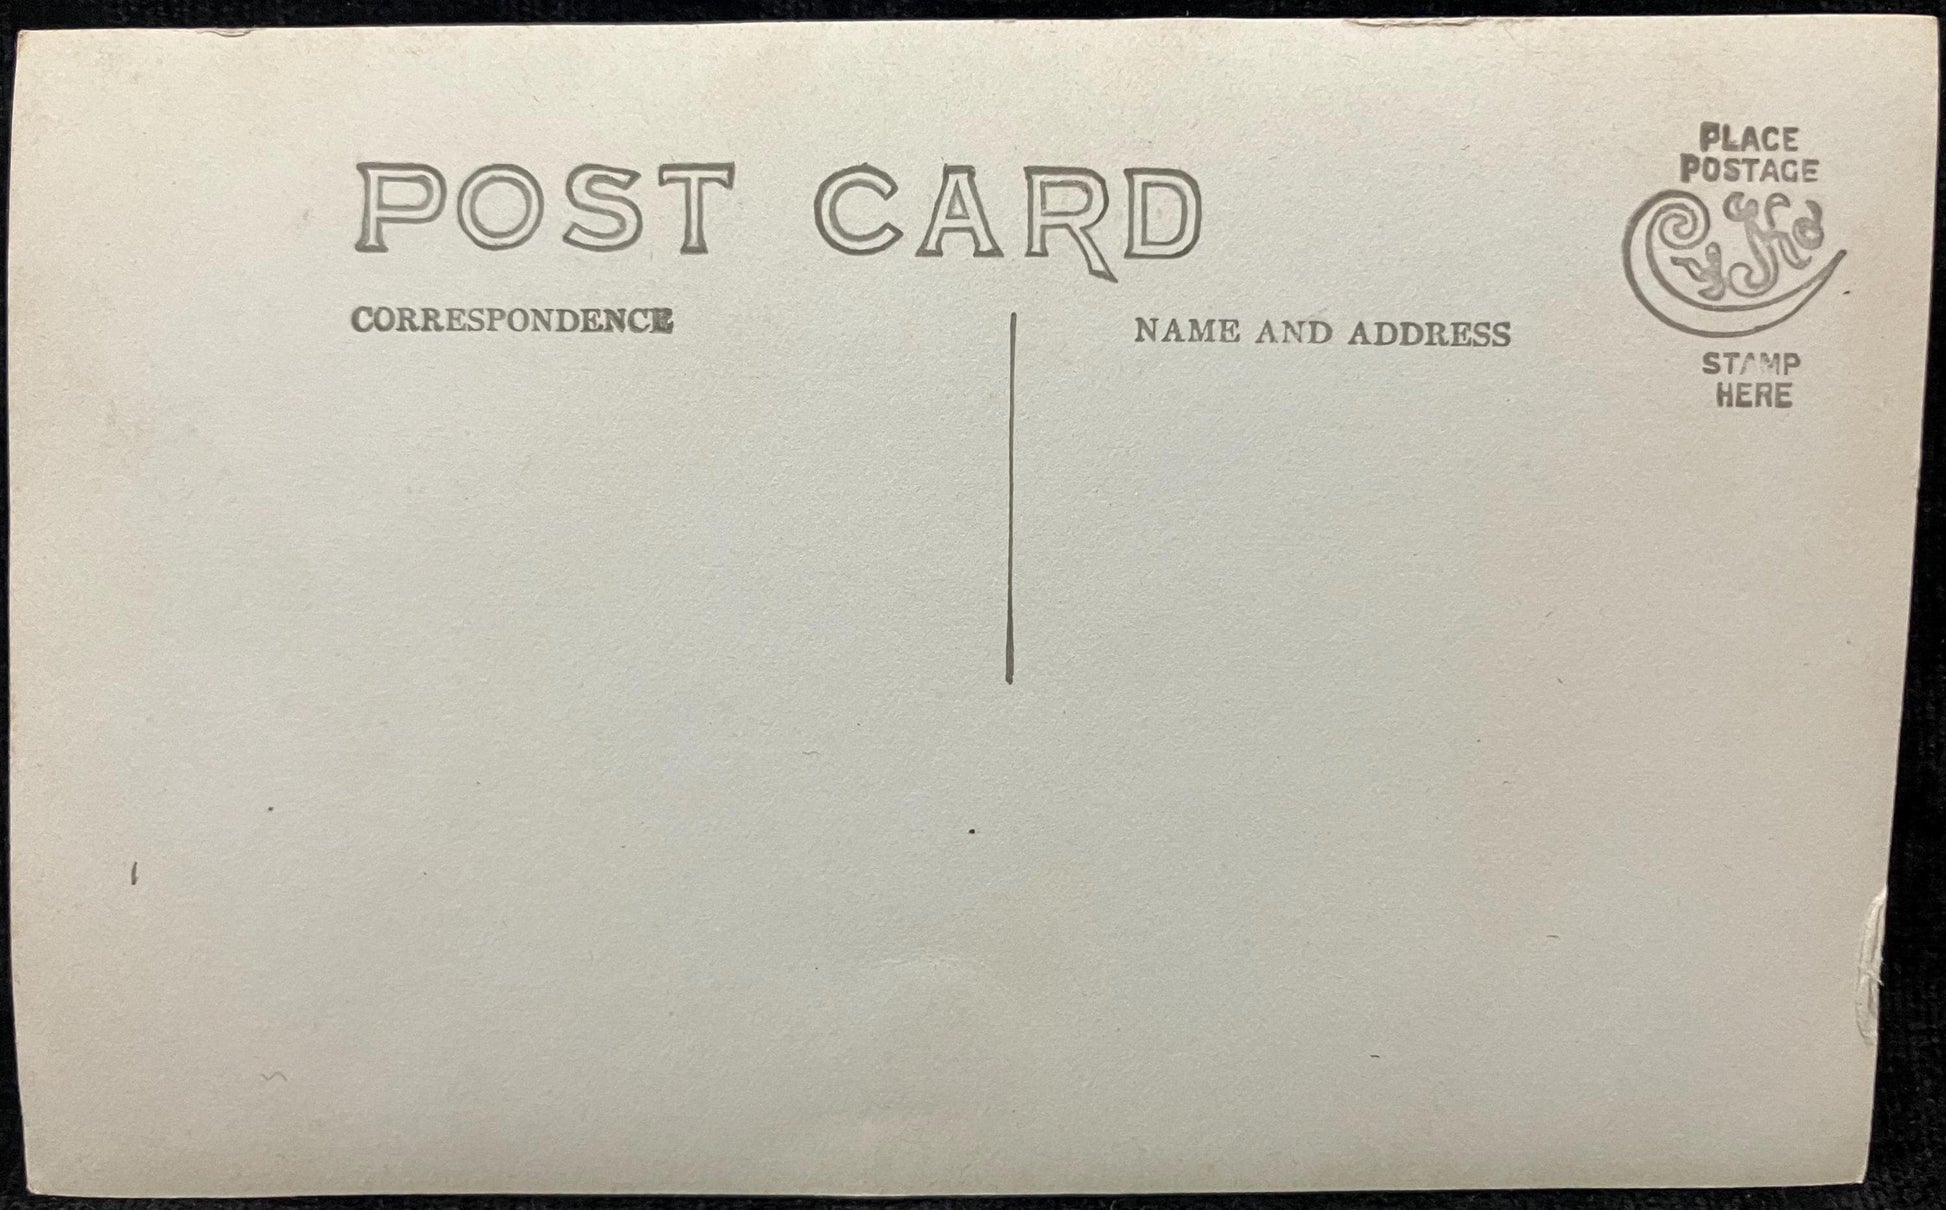 POST CARD
CORRESPONDENCE
NAME AND ADDRESS
PLACE
POSTAGE
STAMP
HERE